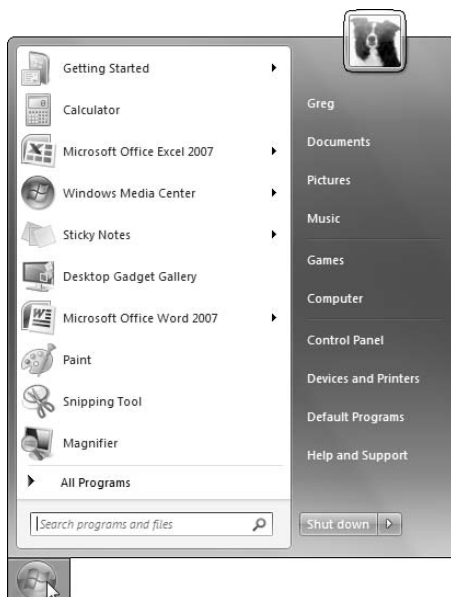 Getting Started
Calculator
Microsoft Office Excel 2007
Windows Media Center
Sticky Notes
Desktop Gadget Gallery
Microsoft Office Word 2007
Paint
Snipping Tool
Magnifier
All Programs
Search programs and files
Greg
Documents
Pictures
Music
Games
Computer
Control Panel
Devices and Printers
Default Programs
Help and Support
Shut down